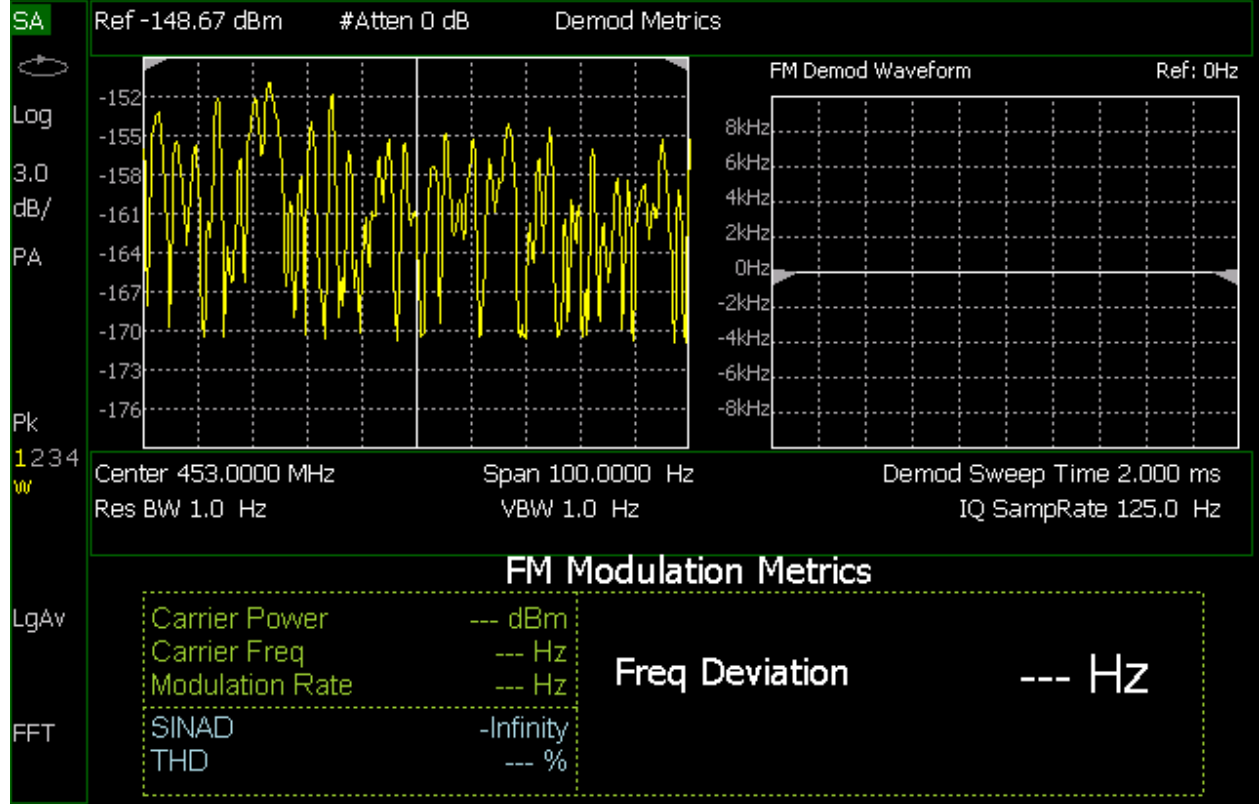 SA
Ref -148.67 dBm #Atten 0 dB Demod Metrics
Log
3.0
dB/
PA
Pk
1234
W
LgAv
FFT
-152
-155
-158
-161
-164
-167
-170
-173
-176
FM Demod Waveform Ref: 0Hz
8kHz
6kHz
4kHz
2kHz
0Hz
-2kHz
-4kHz
-6kHz
-8kHz
Center 453.0000 MHz Span 100.0000 Hz Demod Sweep Time 2.000 ms
Res BW 1.0 Hz VBW 1.0 Hz IQ SampRate 125.0 Hz
FM Modulation Metrics
Carrier Power --- dBm
Carrier Freq --- Hz
Modulation Rate --- Hz
SINAD -Infinity
THD --- %
Freq Deviation --- Hz